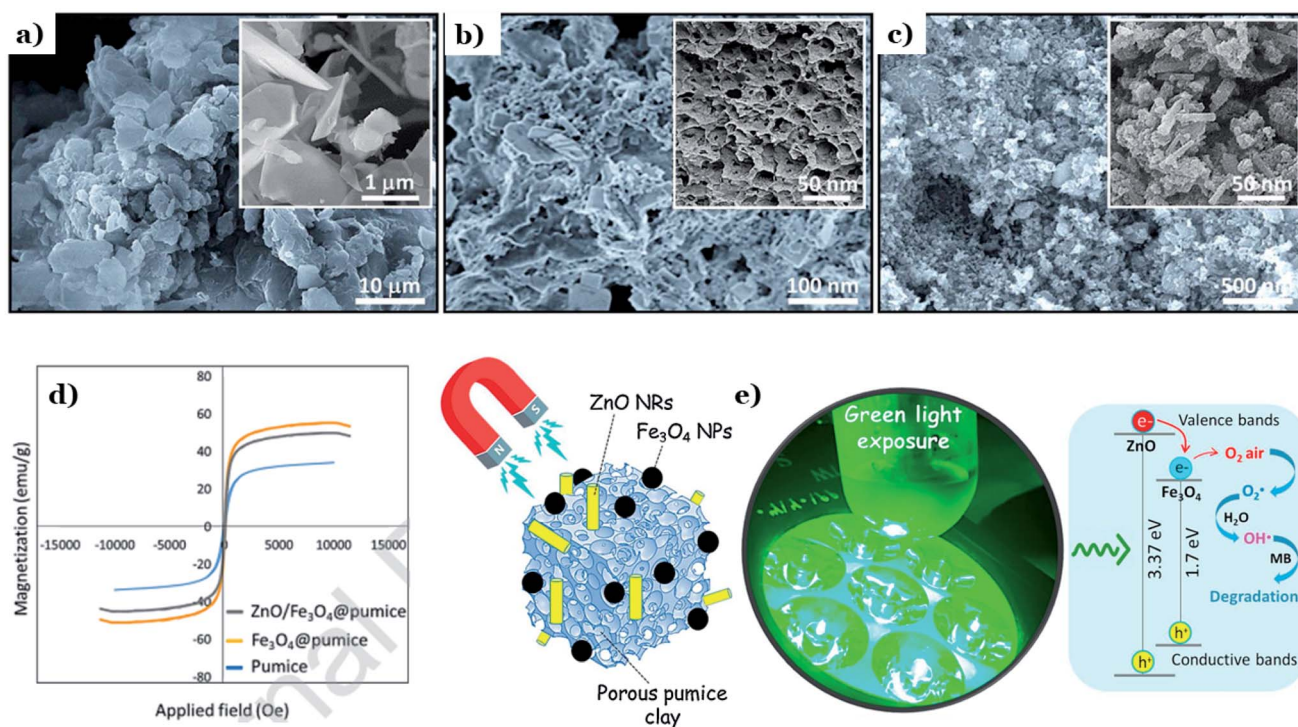 a)
1 μm
10 μm
b)
50 nm
100 nm
c)
50 nm
500 nm
d)
Magnetization (emu/g)
80
60
40
20
0
-20
-40
-60
-80
-15000 -10000 -5000 0 5000 10000 15000
ZnO/Fe₃O₄@pumice
Fe₃O₄@pumice
Pumice
Applied field (Oe)
S
N
ZnO NRs
Fe₃O₄ NPs
Porous pumice
clay
e)
Green light
exposure
e-
Valence bands
ZnO
e-
O₂ air
Fe₃O₄
O₂•
H₂O
OH•
MB
3.37 eV
1.7 eV
Degradation
h⁺
h⁺
Conductive bands